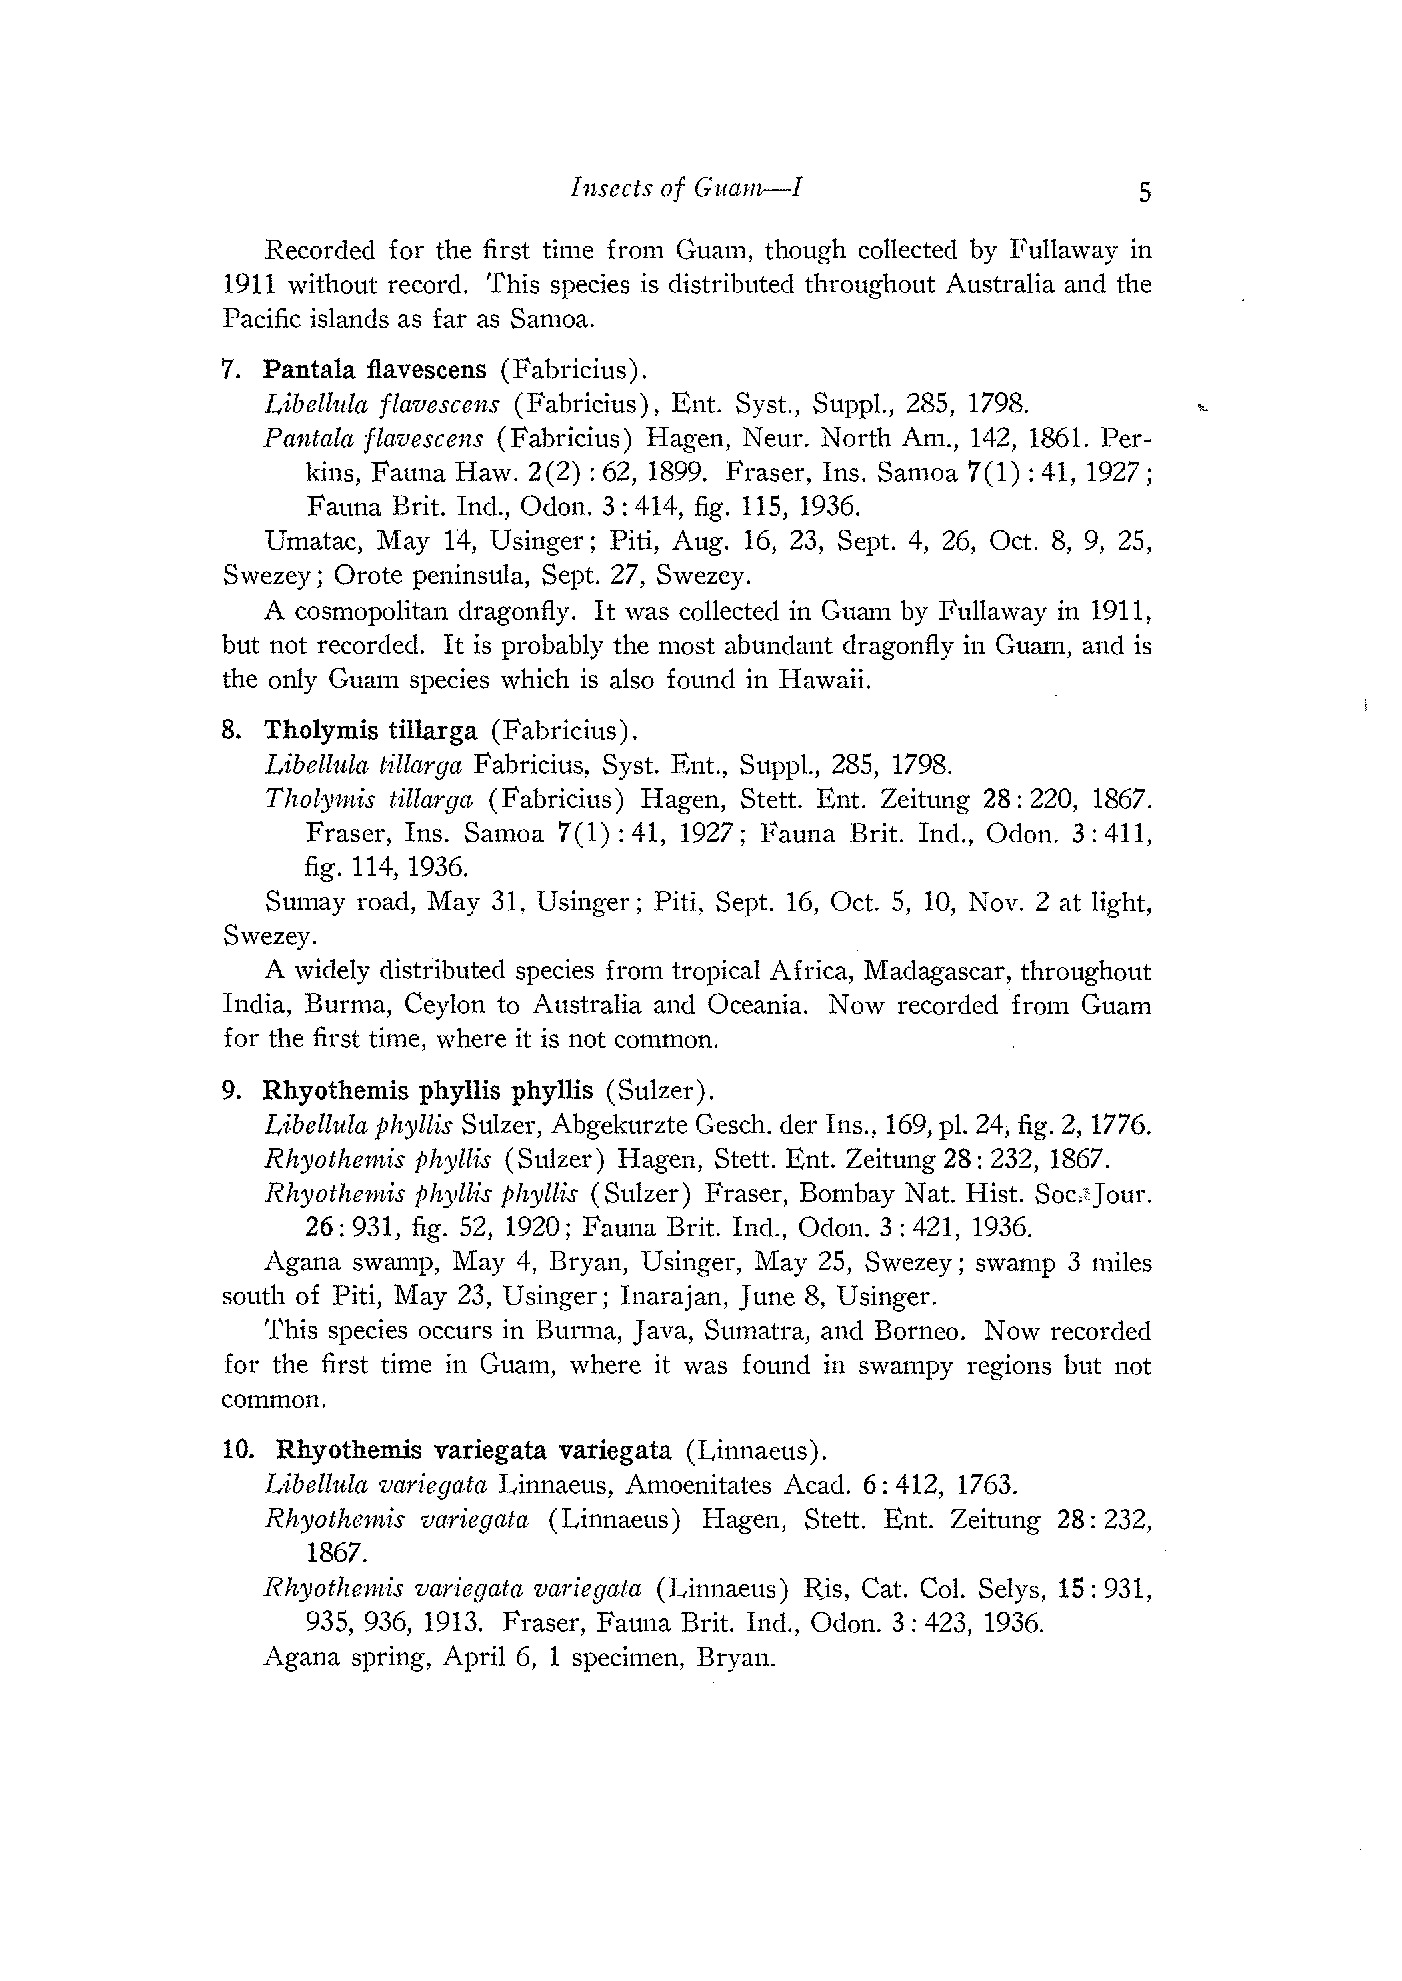 Insects of Guam—I 5
Recorded for the first time from Guam, though collected by Fullaway in
1911 without record. This species is distributed throughout Australia and the
Pacific islands as far as Samoa.
7. Pantala flavescens (Fabricius).
Libellula flavescens (Fabricius), Ent. Syst., Suppl., 285, 1798.
Pantala flavescens (Fabricius) Hagen, Neur. North Am., 142, 1861. Per-
kins, Fauna Haw. 2(2) : 62, 1899. Fraser, Ins. Samoa 7(1) : 41, 1927;
Fauna Brit. Ind., Odon. 3 : 414, fig. 115, 1936.
Umatac, May 14, Usinger; Piti, Aug. 16, 23, Sept. 4, 26, Oct. 8, 9, 25,
Swezey; Orote peninsula, Sept. 27, Swezey.
A cosmopolitan dragonfly. It was collected in Guam by Fullaway in 1911,
but not recorded. It is probably the most abundant dragonfly in Guam, and is
the only Guam species which is also found in Hawaii.
8. Tholymis tillarga (Fabricius).
Libellula tillarga Fabricius, Syst. Ent., Suppl., 285, 1798.
Tholymis tillarga (Fabricius) Hagen, Stett. Ent. Zeitung 28: 220, 1867.
Fraser, Ins. Samoa 7(1) : 41, 1927; Fauna Brit. Ind., Odon. 3 : 411,
fig. 114, 1936.
Sumay road, May 31, Usinger; Piti, Sept. 16, Oct. 5, 10, Nov. 2 at light,
Swezey.
A widely distributed species from tropical Africa, Madagascar, throughout
India, Burma, Ceylon to Australia and Oceania. Now recorded from Guam
for the first time, where it is not common.
9. Rhyothemis phyllis phyllis (Sulzer).
Libellula phyllis Sulzer, Abgekurzte Gesch. der Ins., 169, pl. 24, fig. 2, 1776.
Rhyothemis phyllis (Sulzer) Hagen, Stett. Ent. Zeitung 28: 232, 1867.
Rhyothemis phyllis phyllis (Sulzer) Fraser, Bombay Nat. Hist. Soc. Jour.
26: 931, fig. 52, 1920; Fauna Brit. Ind., Odon. 3 : 421, 1936.
Agana swamp, May 4, Bryan, Usinger, May 25, Swezey; swamp 3 miles
south of Piti, May 23, Usinger; Inarajan, June 8, Usinger.
This species occurs in Burma, Java, Sumatra, and Borneo. Now recorded
for the first time in Guam, where it was found in swampy regions but not
common.
10. Rhyothemis variegata variegata (Linnaeus).
Libellula variegata Linnaeus, Amoenitates Acad. 6: 412, 1763.
Rhyothemis variegata (Linnaeus) Hagen, Stett. Ent. Zeitung 28: 232,
1867.
Rhyothemis variegata variegata (Linnaeus) Ris, Cat. Col. Selys, 15: 931,
935, 936, 1913. Fraser, Fauna Brit. Ind., Odon. 3 : 423, 1936.
Agana spring, April 6, 1 specimen, Bryan.